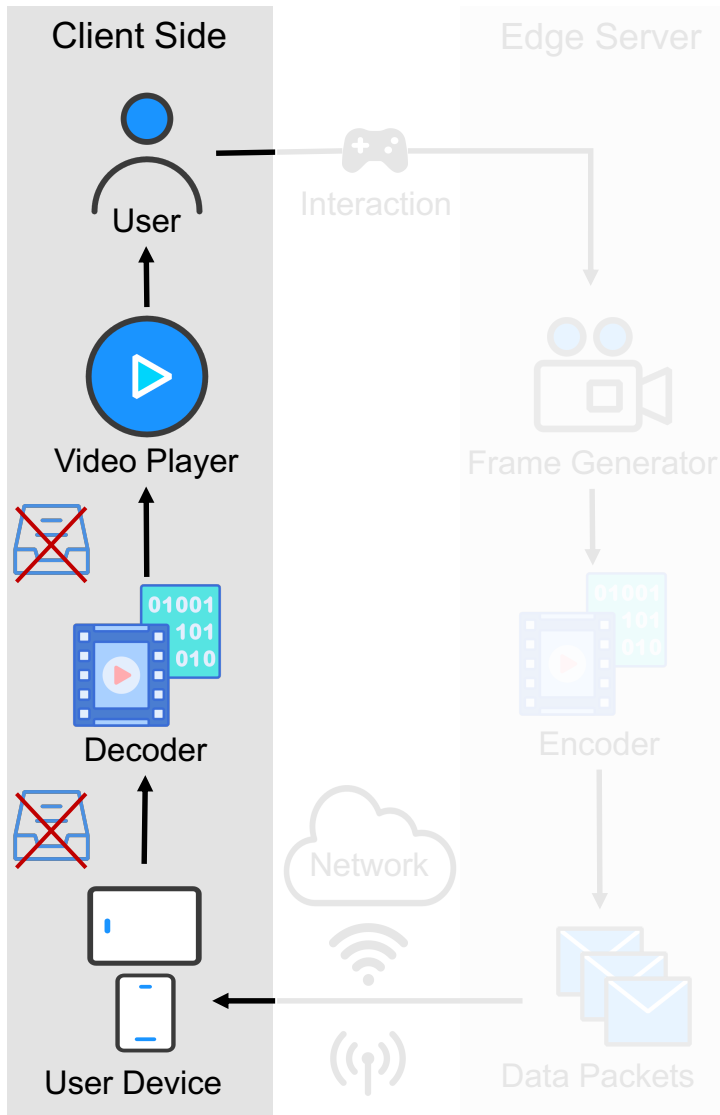 Client Side
Edge Server
User
Interaction
Video Player
Frame Generator
01001
101
010
01001
101
010
Decoder
Encoder
Network
User Device
Data Packets